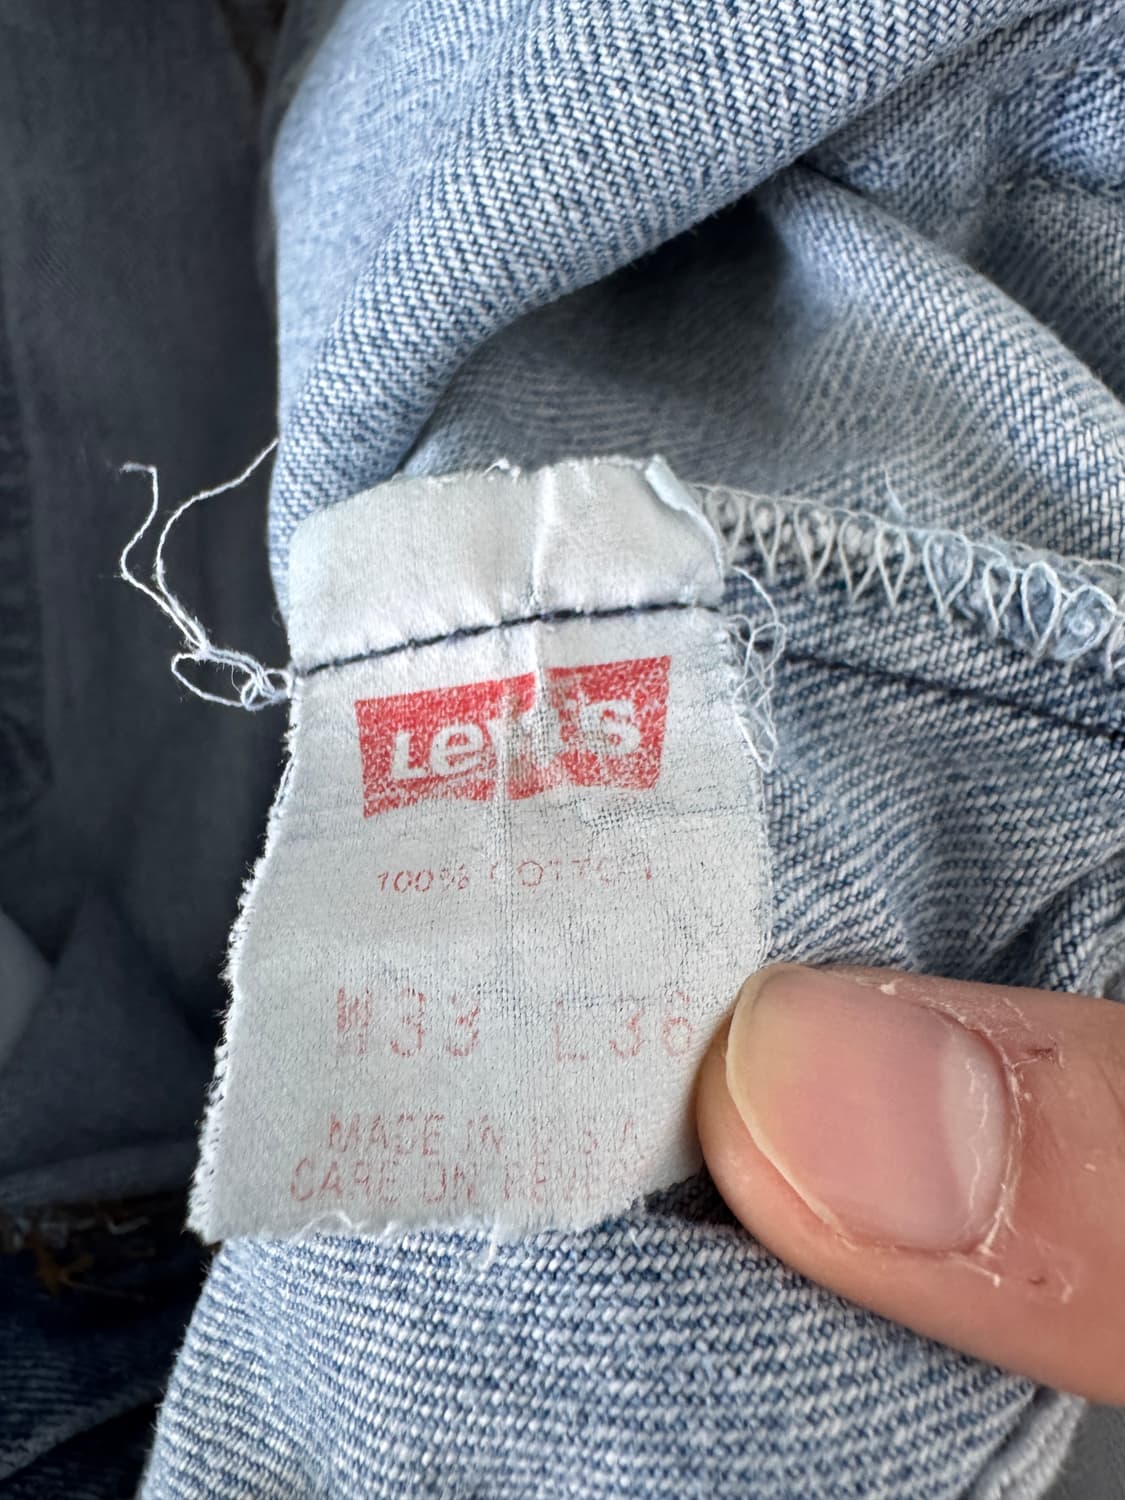 Levi's
100% COTTON
W33 L36
MADE IN U.S.A.
CARE ON REVERSE